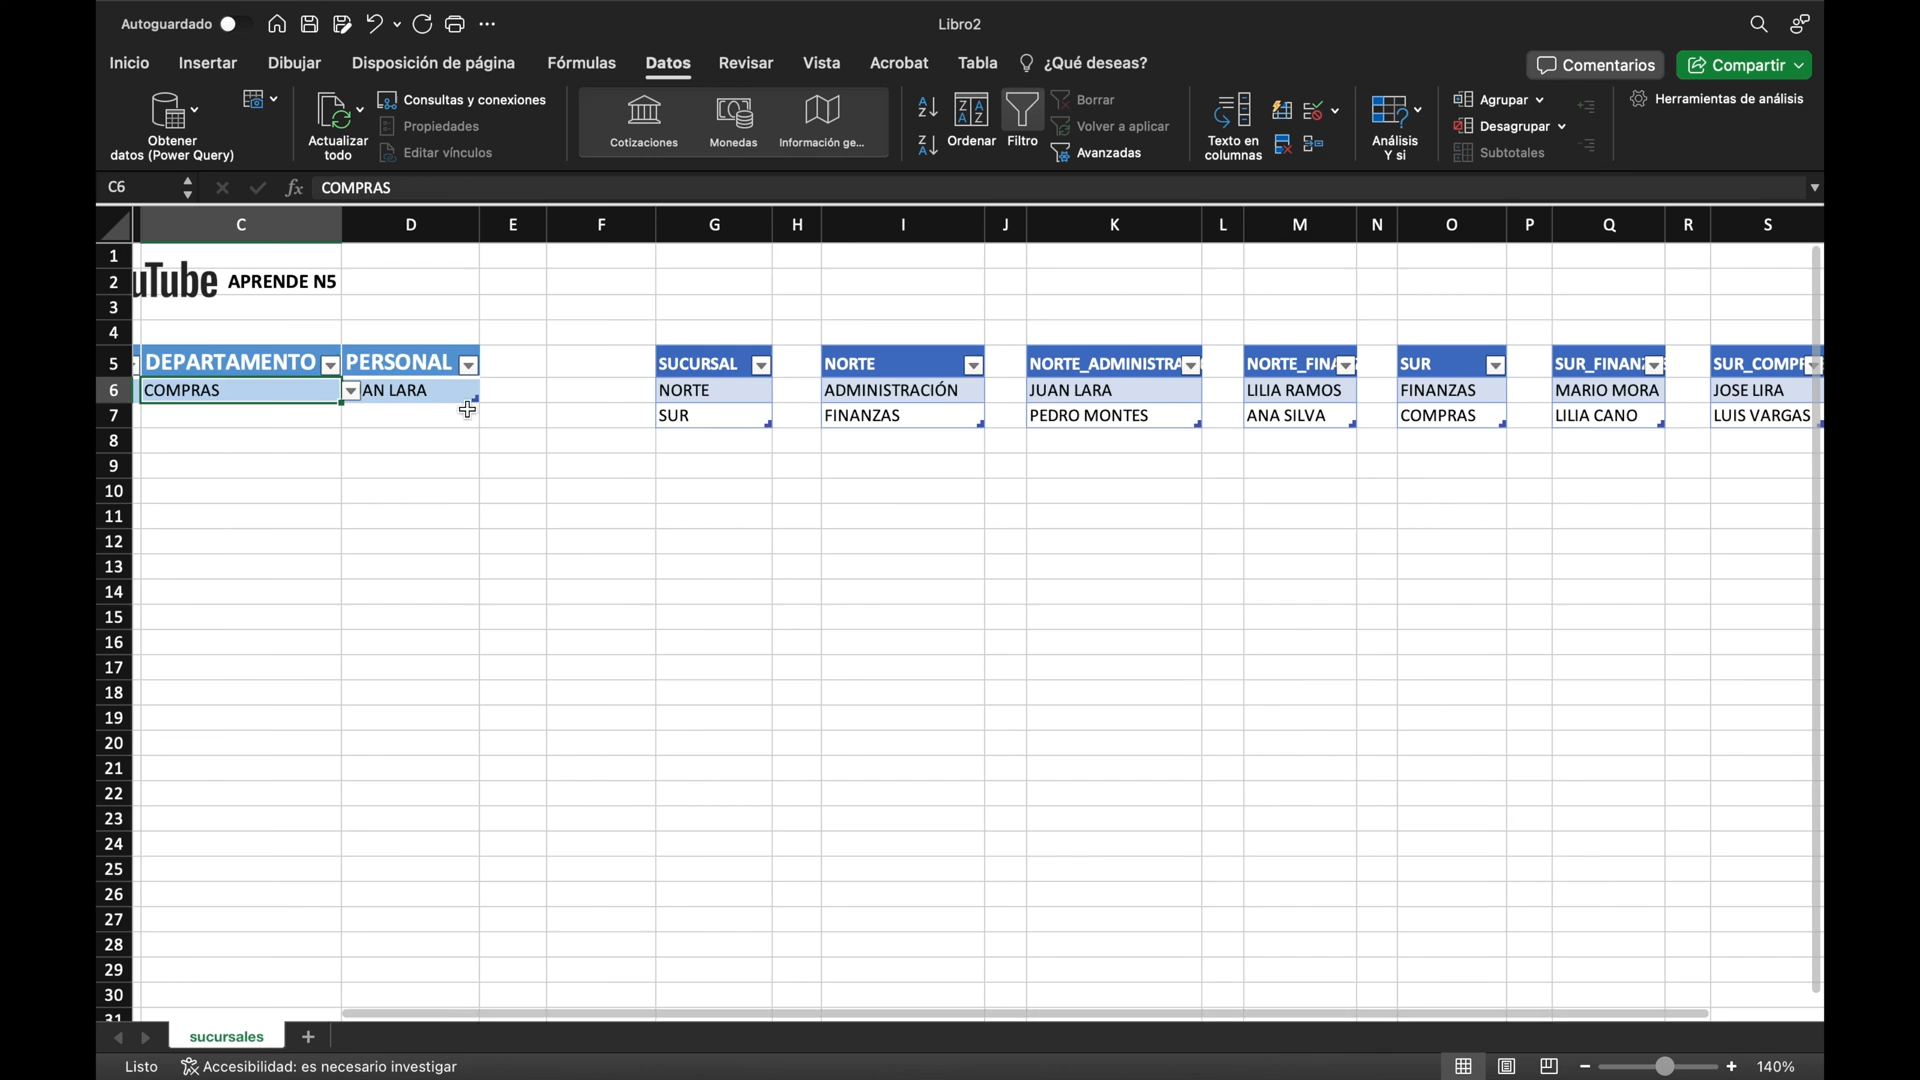 Autoguardado
Libro2
Inicio Insertar Dibujar Disposición de página Fórmulas Datos Revisar Vista Acrobat Tabla ¿Qué deseas? Comentarios Compartir
Obtener
datos (Power Query)
Actualizar
todo
Consultas y conexiones
Propiedades
Editar vínculos
Cotizaciones Monedas Información ge...
Ordenar Filtro
Borrar
Volver a aplicar
Avanzadas
Texto en
columnas
Análisis
Y si
Agrupar
Desagrupar
Subtotales
Herramientas de análisis
C6 fx COMPRAS
C D E F G H I J K L M N O P Q R S
1
2 uTube APRENDE N5
3
4
5 DEPARTAMENTO PERSONAL SUCURSAL NORTE NORTE_ADMINISTRA NORTE_FINA SUR SUR_FINAN SUR_COMP
6 COMPRAS AN LARA NORTE ADMINISTRACIÓN JUAN LARA LILIA RAMOS FINANZAS MARIO MORA JOSE LIRA
7 SUR FINANZAS PEDRO MONTES ANA SILVA COMPRAS LILIA CANO LUIS VARGAS
8
9
10
11
12
13
14
15
16
17
18
19
20
21
22
23
24
25
26
27
28
29
30
31
sucursales
Listo Accesibilidad: es necesario investigar 140%